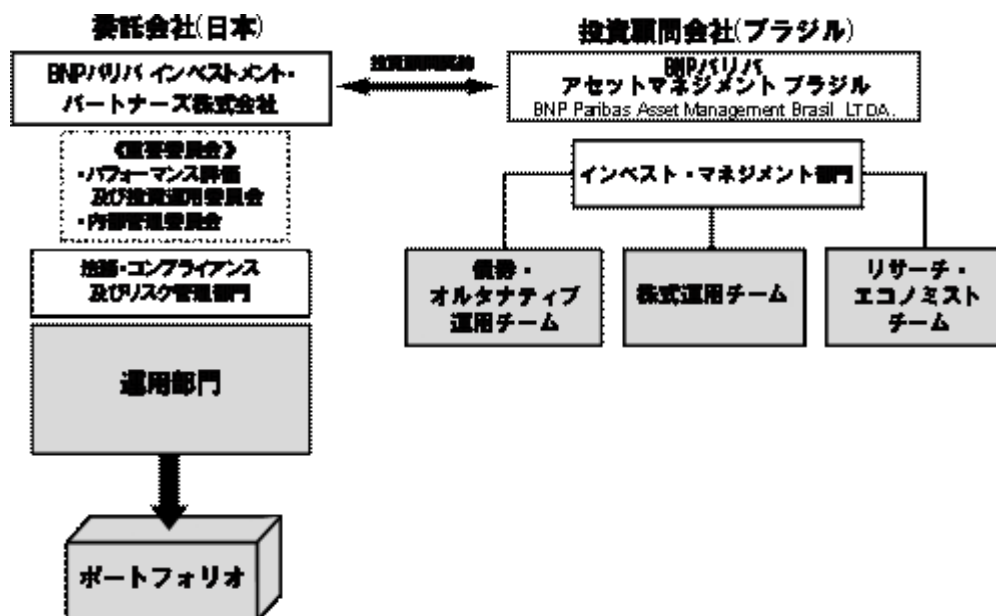 委託会社(日本)
BNPパリバ インベストメント・
パートナーズ株式会社
《重要委員会》
・パフォーマンス評価
及び投資運用委員会
・内部管理委員会
法務・コンプライアンス
及びリスク管理部門
運用部門
ポートフォリオ
投資顧問契約
投資顧問会社(ブラジル)
BNPパリバ
アセットマネジメント ブラジル
BNP Paribas Asset Management Brasil LTDA.
インベスト・マネジメント部門
債券・
オルタナティブ
運用チーム
株式運用チーム
リサーチ・
エコノミスト
チーム